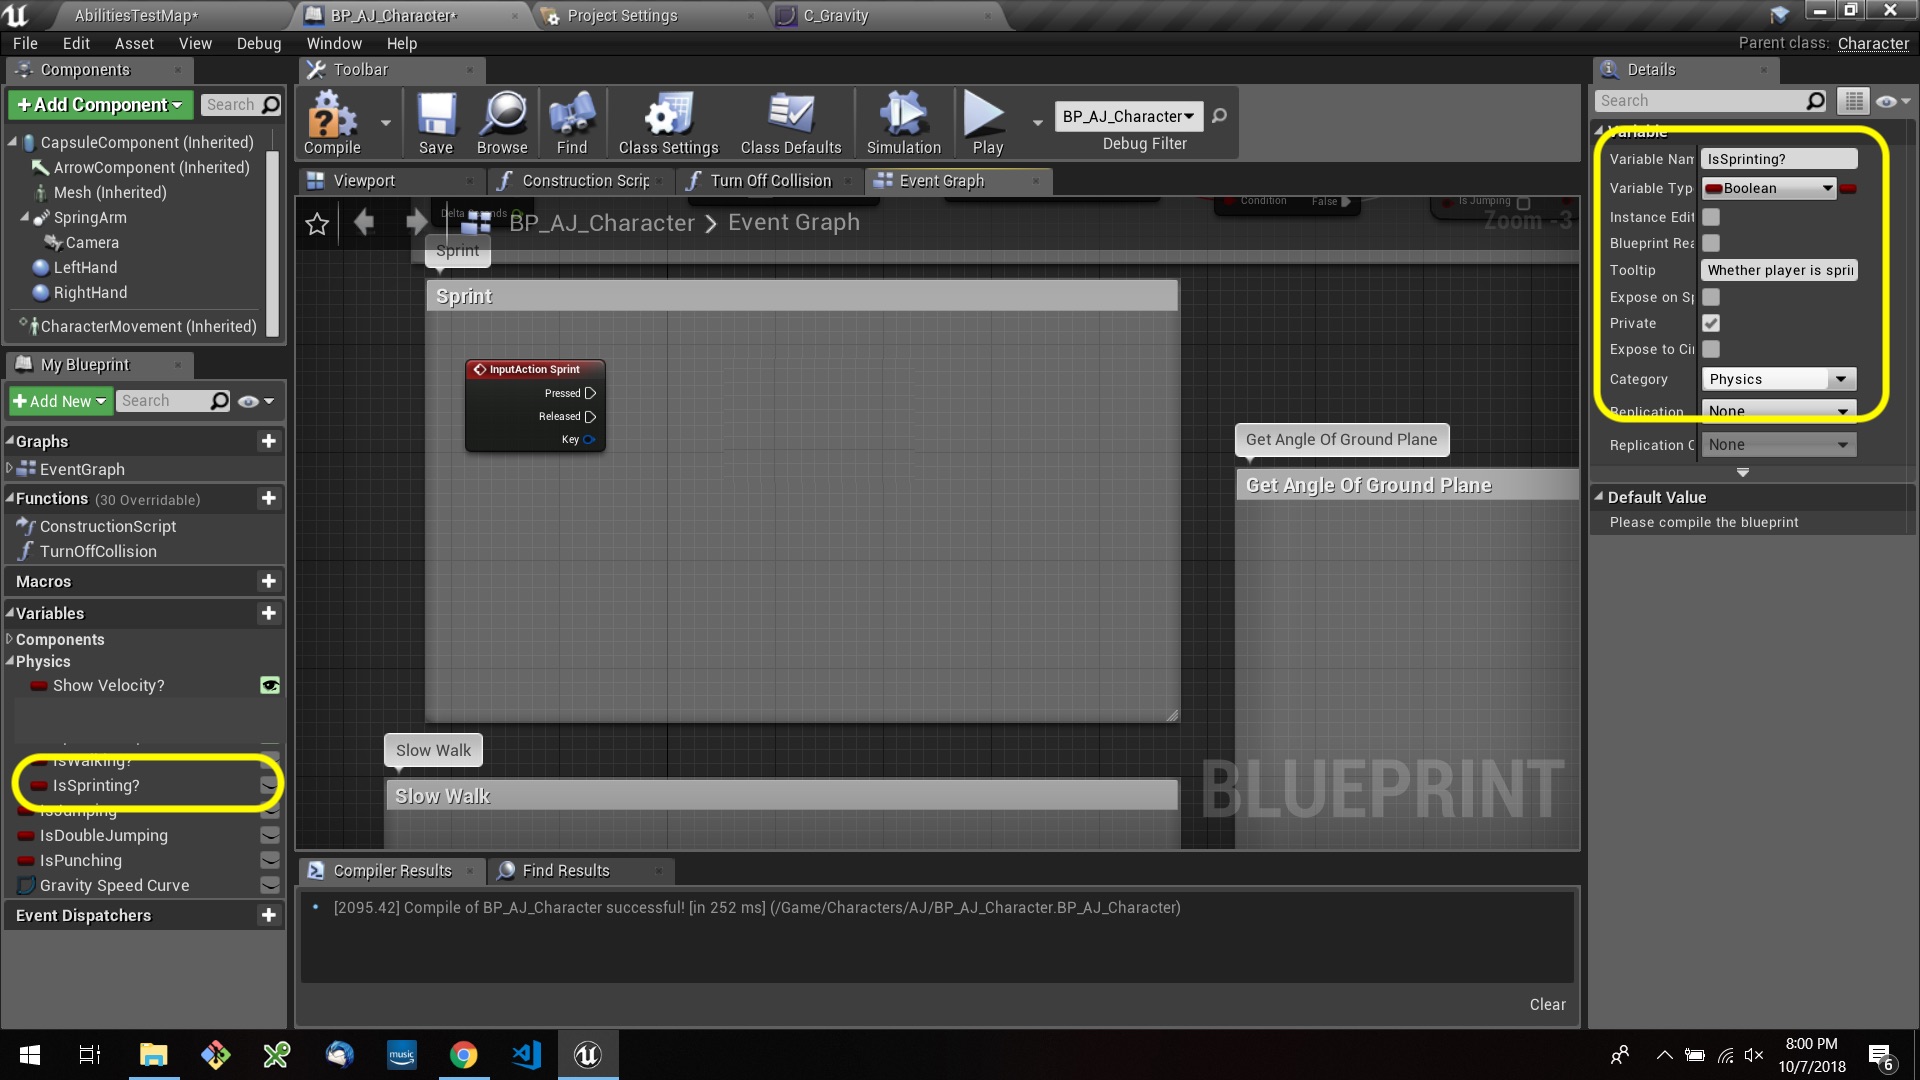 AbilitiesTestMap*
BP_AJ_Character*
Project Settings
C_Gravity
File Edit Asset View Debug Window Help
Parent class: Character
Components
Toolbar
Details
+Add Component
Search
CapsuleComponent (Inherited)
ArrowComponent (Inherited)
Mesh (Inherited)
SpringArm
Camera
LeftHand
RightHand
CharacterMovement (Inherited)
Compile
Save
Browse
Find
Class Settings
Class Defaults
Simulation
Play
BP_AJ_Character
Debug Filter
Viewport
Construction Scrip
Turn Off Collision
Event Graph
BP_AJ_Character > Event Graph
Condition False
Is Jumping
Zoom -3
Sprint
Sprint
InputAction Sprint
Pressed
Released
Key
Get Angle Of Ground Plane
Get Angle Of Ground Plane
Slow Walk
Slow Walk
BLUEPRINT
My Blueprint
+Add New
Search
Graphs
EventGraph
Functions (30 Overridable)
ConstructionScript
TurnOffCollision
Macros
Variables
Components
Physics
Show Velocity?
IsWalking?
IsSprinting?
IsJumping
IsDoubleJumping
IsPunching
Gravity Speed Curve
Event Dispatchers
Compiler Results
Find Results
[2095.42] Compile of BP_AJ_Character successful! [in 252 ms] (/Game/Characters/AJ/BP_AJ_Character.BP_AJ_Character)
Clear
Search
Variable
Variable Nam IsSprinting?
Variable Typ Boolean
Instance Edit
Blueprint Rea
Tooltip Whether player is sprin
Expose on Sp
Private
Expose to Cin
Category Physics
Replication None
Replication C None
Default Value
Please compile the blueprint
music
8:00 PM
10/7/2018
6